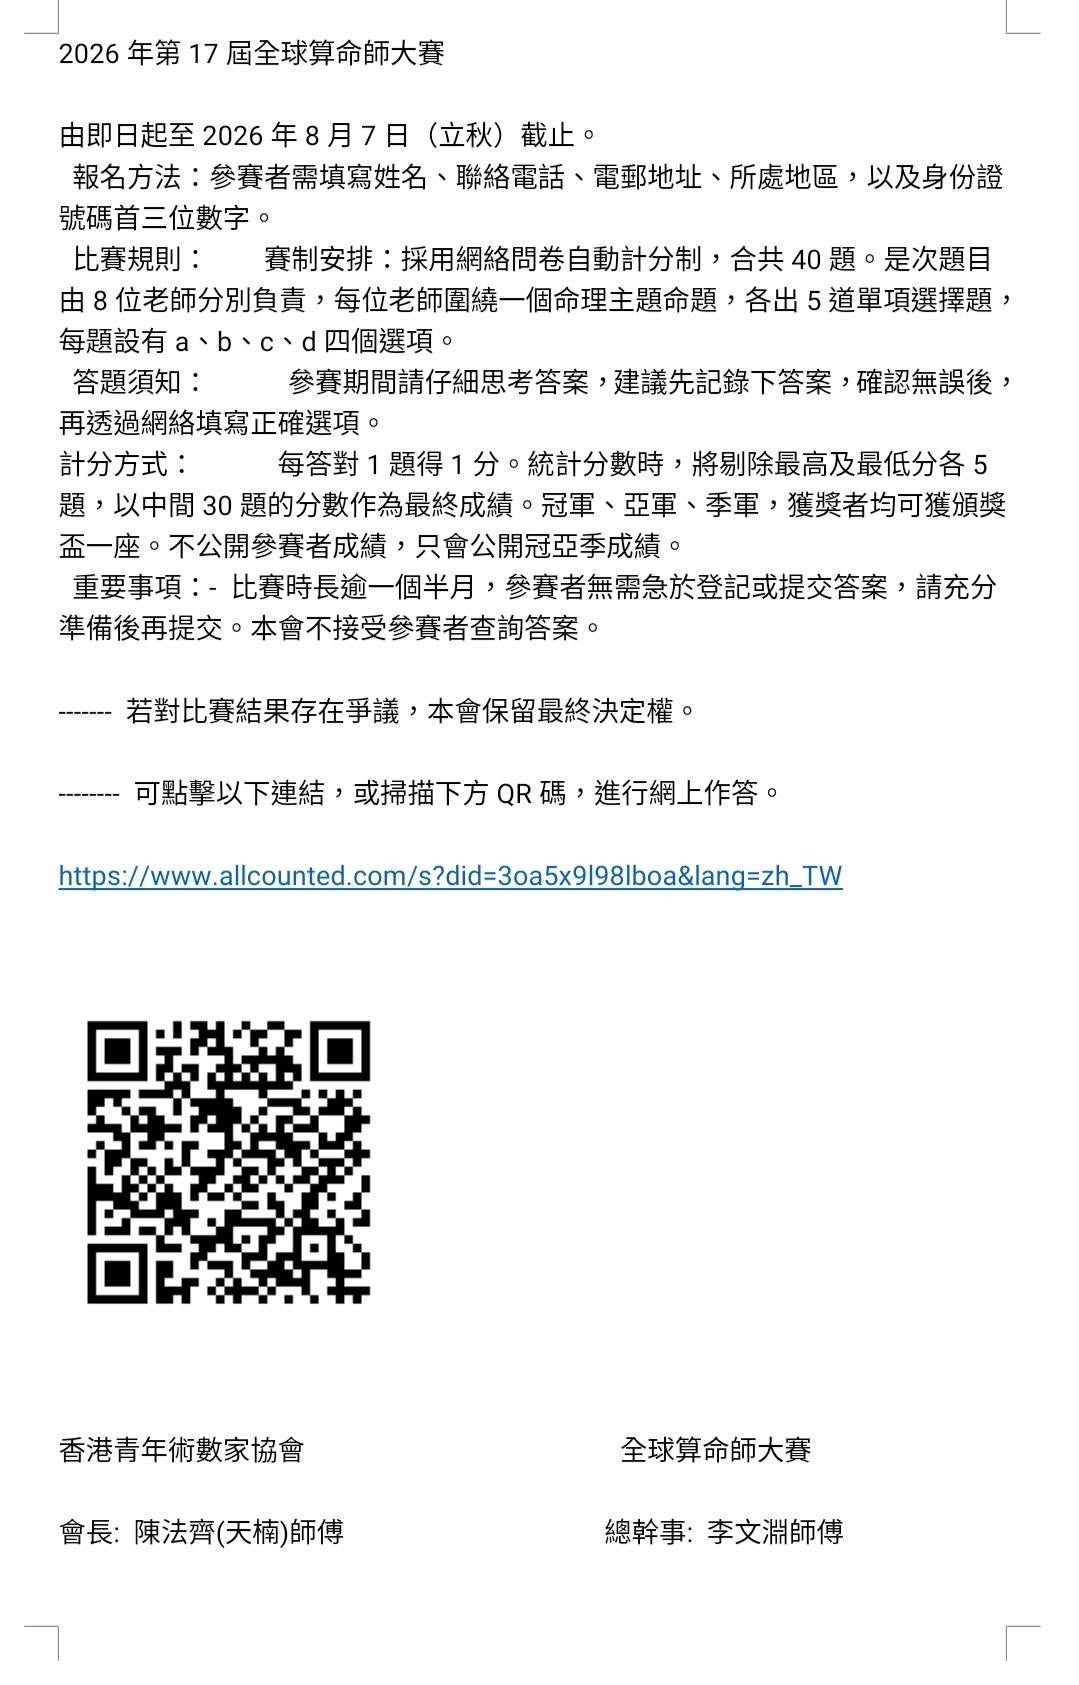 2026 年第 17 屆全球算命師大賽
由即日起至 2026 年 8 月 7 日（立秋）截止。
報名方法：參賽者需填寫姓名、聯絡電話、電郵地址、所處地區，以及身份證
號碼首三位數字。
比賽規則： 賽制安排：採用網絡問卷自動計分制，合共 40 題。是次題目
由 8 位老師分別負責，每位老師圍繞一個命理主題命題，各出 5 道單項選擇題，
每題設有 a、b、c、d 四個選項。
答題須知： 參賽期間請仔細思考答案，建議先記錄下答案，確認無誤後，
再透過網絡填寫正確選項。
計分方式： 每答對 1 題得 1 分。統計分數時，將剔除最高及最低分各 5
題，以中間 30 題的分數作為最終成績。冠軍、亞軍、季軍，獲獎者均可獲頒獎
盃一座。不公開參賽者成績，只會公開冠亞季成績。
重要事項：- 比賽時長逾一個半月，參賽者無需急於登記或提交答案，請充分
準備後再提交。本會不接受參賽者查詢答案。
------- 若對比賽結果存在爭議，本會保留最終決定權。
-------- 可點擊以下連結，或掃描下方 QR 碼，進行網上作答。
https://www.allcounted.com/s?did=3oa5x9l98lboa&lang=zh_TW
香港青年術數家協會 全球算命師大賽
會長: 陳法齊(天楠)師傅 總幹事: 李文淵師傅